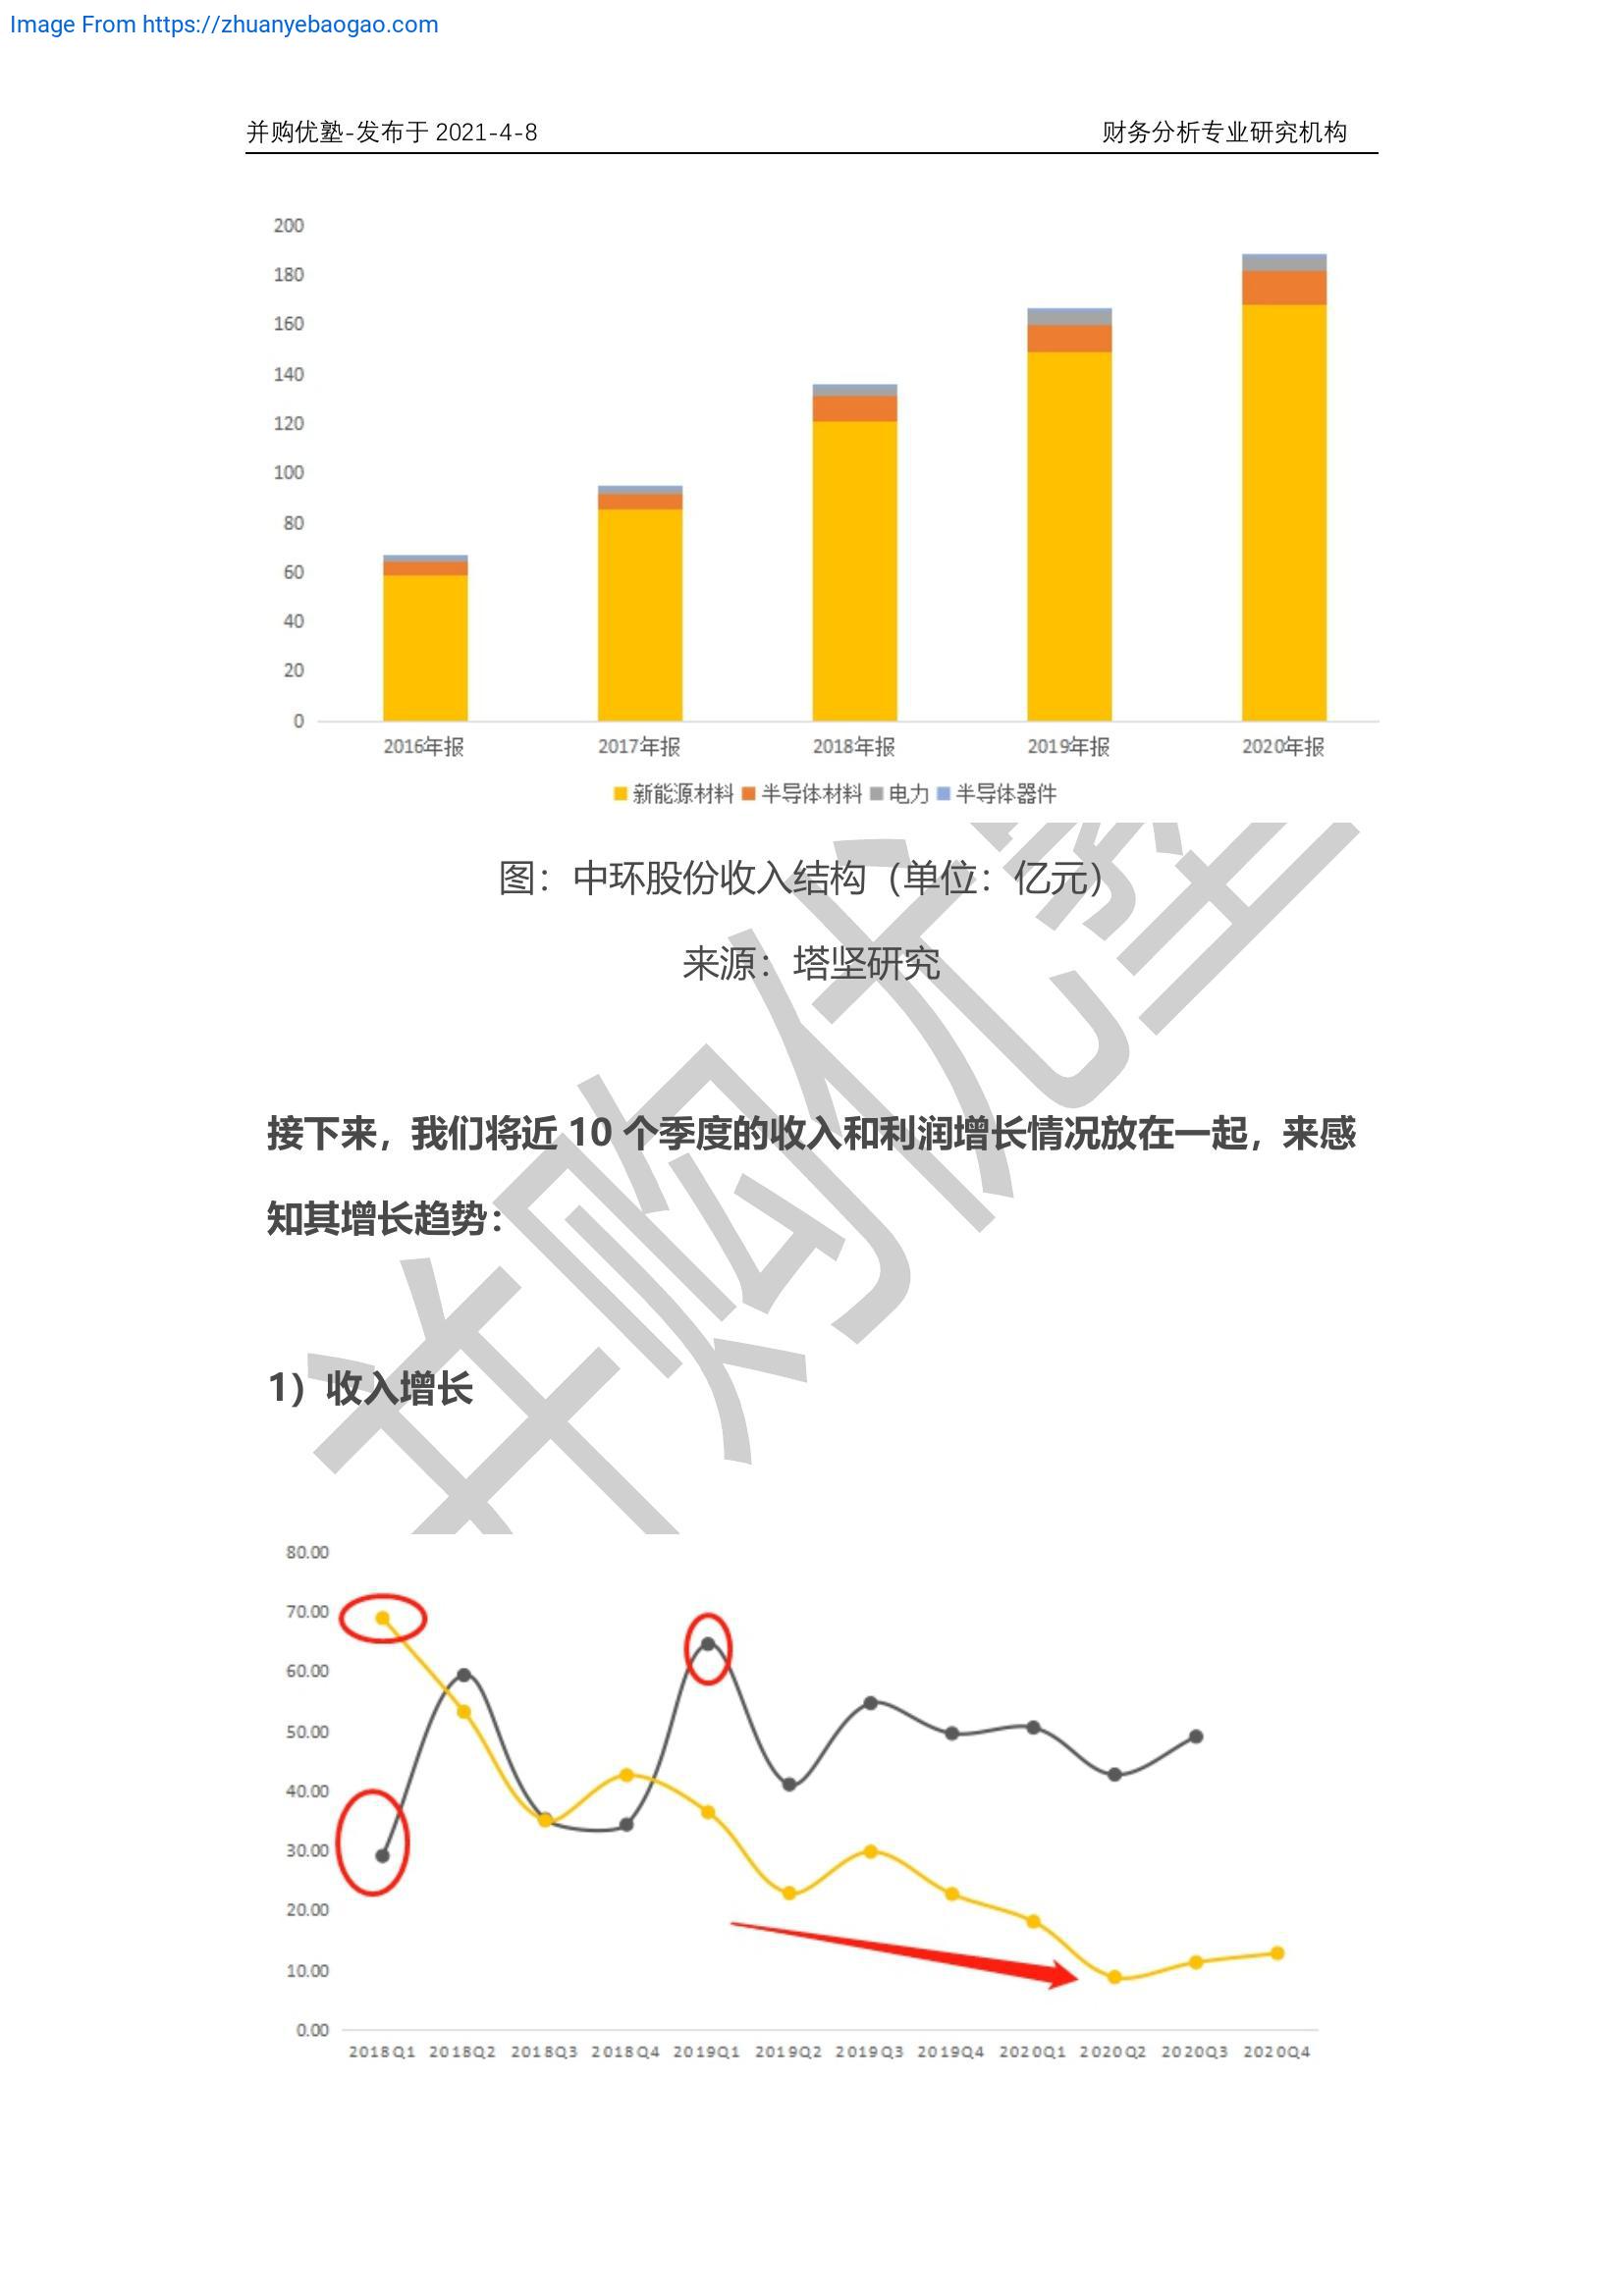 Image From https://zhuanyebaogao.com
并购优塾-发布于 2021-4-8 财务分析专业研究机构
200
180
160
140
120
100
80
60
40
20
0
2016年报 2017年报 2018年报 2019年报 2020年报
新能源材料 半导体材料 电力 半导体器件
图：中环股份收入结构（单位：亿元）
来源：塔坚研究
接下来，我们将近 10 个季度的收入和利润增长情况放在一起，来感
知其增长趋势：
1）收入增长
80.00
70.00
60.00
50.00
40.00
30.00
20.00
10.00
0.00
2018Q1 2018Q2 2018Q3 2018Q4 2019Q1 2019Q2 2019Q3 2019Q4 2020Q1 2020Q2 2020Q3 2020Q4
并购优塾